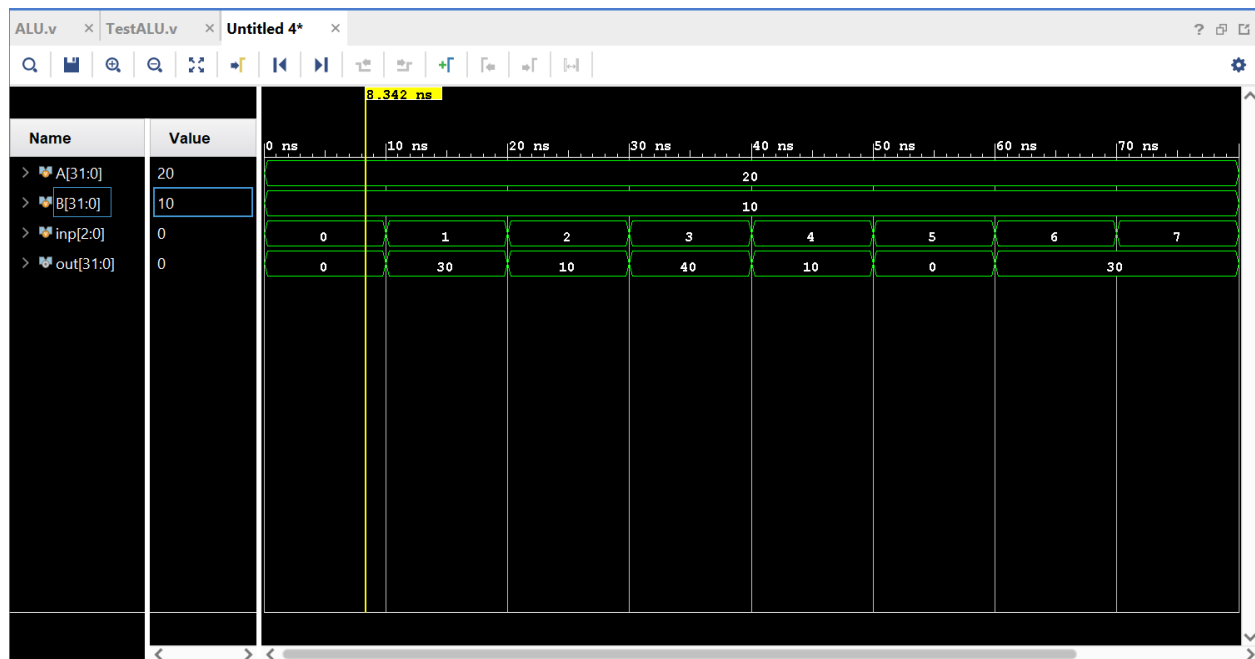 ALU.v × TestALU.v × Untitled 4* × ?
8.342 ns
Name Value 0 ns 10 ns 20 ns 30 ns 40 ns 50 ns 60 ns 70 ns
> A[31:0] 20 20
> B[31:0] 10 10
> inp[2:0] 0 0 1 2 3 4 5 6 7
> out[31:0] 0 0 30 10 40 10 0 30